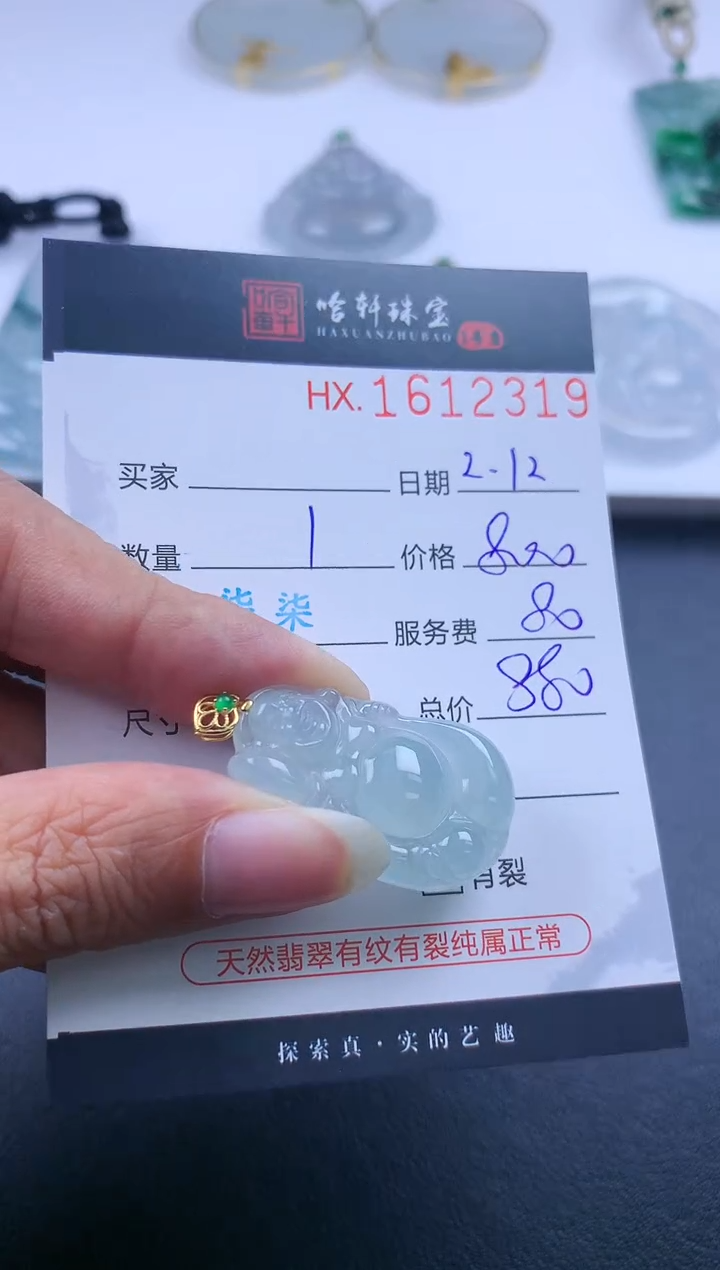 哈轩珠宝
HAXUANZHUBAO
HX.1612319
买家 日期 2-12
数量 1 价格 800
柒柒 服务费 80
尺寸 总价 880
有裂
天然翡翠有纹有裂纯属正常
探索真·实的艺趣